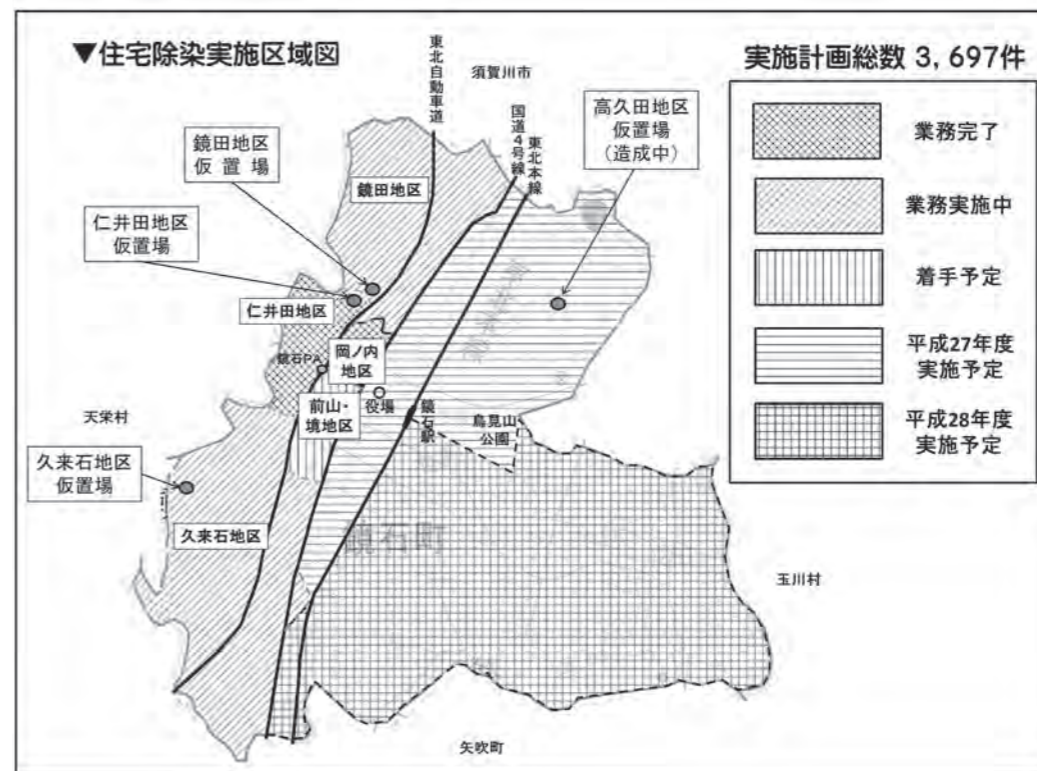 ▼住宅除染実施区域図
実施計画総数 3,697件
東北自動車道
須賀川市
国道4号線
東北本線
高久田地区
仮置場
(造成中)
鏡田地区
仮置場
鏡田地区
仁井田地区
仮置場
仁井田地区
鏡石PA
岡ノ内
地区
前山・
境地区
役場
鏡石駅
鳥見山
公園
天栄村
久来石地区
仮置場
久来石地区
鏡石町
玉川村
矢吹町
業務完了
業務実施中
着手予定
平成27年度
実施予定
平成28年度
実施予定